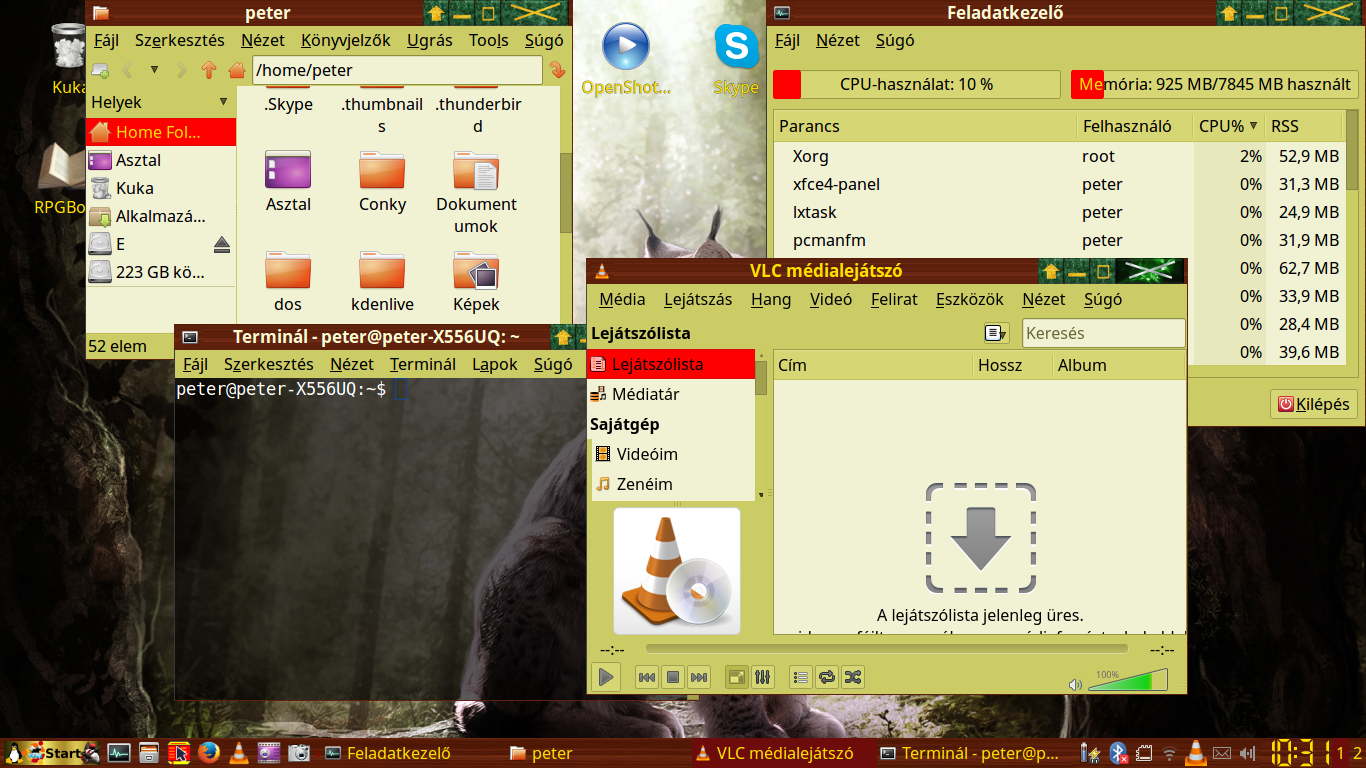 peter
Fájl Szerkesztés Nézet Könyvjelzők Ugrás Tools Súgó
/home/peter
Helyek
Home Fol...
Asztal
Kuka
Alkalmazá...
E
223 GB kö...
.Skype .thumbnail
s .thunderbir
d
Asztal Conky Dokument
umok
dos kdenlive Képek
52 elem
Kuka
RPGBo
OpenShot...
Skype
Feladatkezelő
Fájl Nézet Súgó
CPU-használat: 10 % Memória: 925 MB/7845 MB használt
Parancs Felhasználó CPU% RSS
Xorg root 2% 52,9 MB
xfce4-panel peter 0% 31,3 MB
lxtask peter 0% 24,9 MB
pcmanfm peter 0% 31,9 MB
0% 62,7 MB
0% 33,9 MB
0% 28,4 MB
0% 39,6 MB
Kilépés
Terminál - peter@peter-X556UQ: ~
Fájl Szerkesztés Nézet Terminál Lapok Súgó
peter@peter-X556UQ:~$
VLC médialejátszó
Média Lejátszás Hang Videó Felirat Eszközök Nézet Súgó
Lejátszólista
Keresés
Lejátszólista
Médiatár
Sajátgép
Videóim
Zenéim
Cím Hossz Album
A lejátszólista jelenleg üres.
--:-- --:--
100%
Start
Feladatkezelő
peter
VLC médialejátszó
Terminál - peter@p...
10:31
1 2